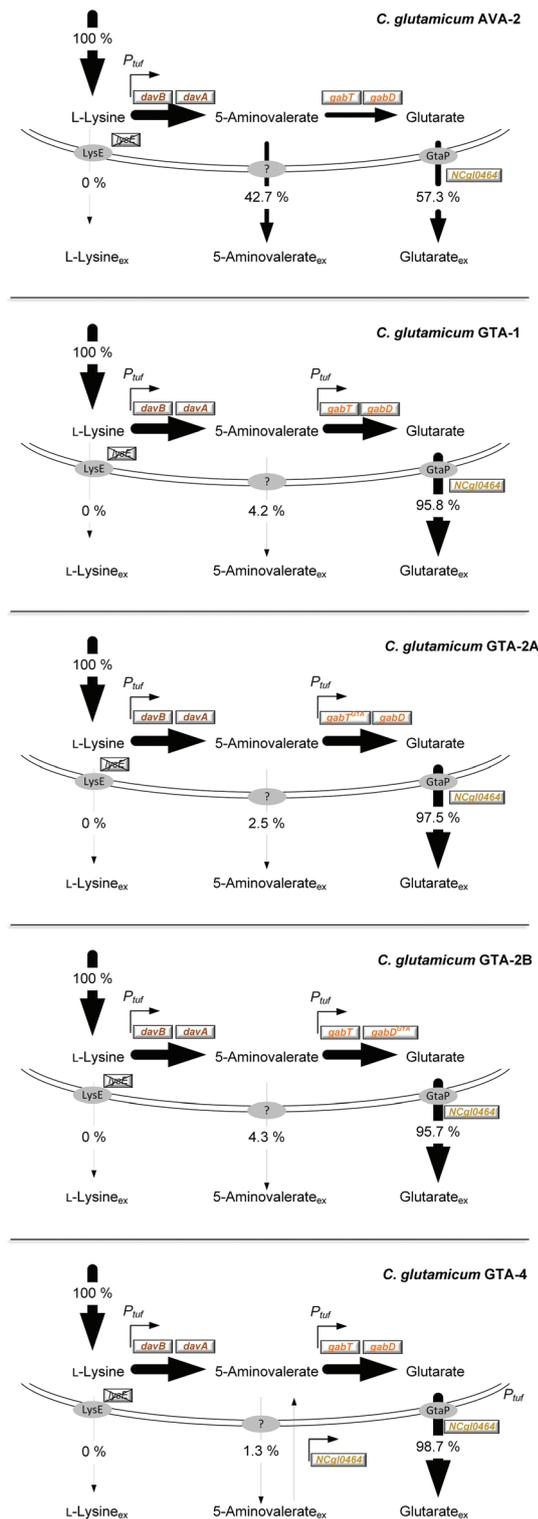 C. glutamicum AVA-2
100 %
Ptuf
davB davA gabT gabD
L-Lysine 5-Aminovalerate Glutarate
lysE
LysE ? GtaP
NCgl0464
0 % 42.7 % 57.3 %
L-Lysineex 5-Aminovalerateex Glutarateex
C. glutamicum GTA-1
100 %
Ptuf Ptuf
davB davA gabT gabD
L-Lysine 5-Aminovalerate Glutarate
lysE
LysE ? GtaP
NCgl0464
0 % 4.2 % 95.8 %
L-Lysineex 5-Aminovalerateex Glutarateex
C. glutamicum GTA-2A
100 %
Ptuf Ptuf
davB davA gabT gabD
L-Lysine 5-Aminovalerate Glutarate
lysE
LysE ? GtaP
NCgl0464
0 % 2.5 % 97.5 %
L-Lysineex 5-Aminovalerateex Glutarateex
C. glutamicum GTA-2B
100 %
Ptuf Ptuf
davB davA gabT gabD
L-Lysine 5-Aminovalerate Glutarate
lysE
LysE ? GtaP
NCgl0464
0 % 4.3 % 95.7 %
L-Lysineex 5-Aminovalerateex Glutarateex
C. glutamicum GTA-4
100 %
Ptuf Ptuf
davB davA gabT gabD
L-Lysine 5-Aminovalerate Glutarate
lysE Ptuf
LysE ? GtaP
NCgl0464
0 % 1.3 % NCgl0464 98.7 %
L-Lysineex 5-Aminovalerateex Glutarateex